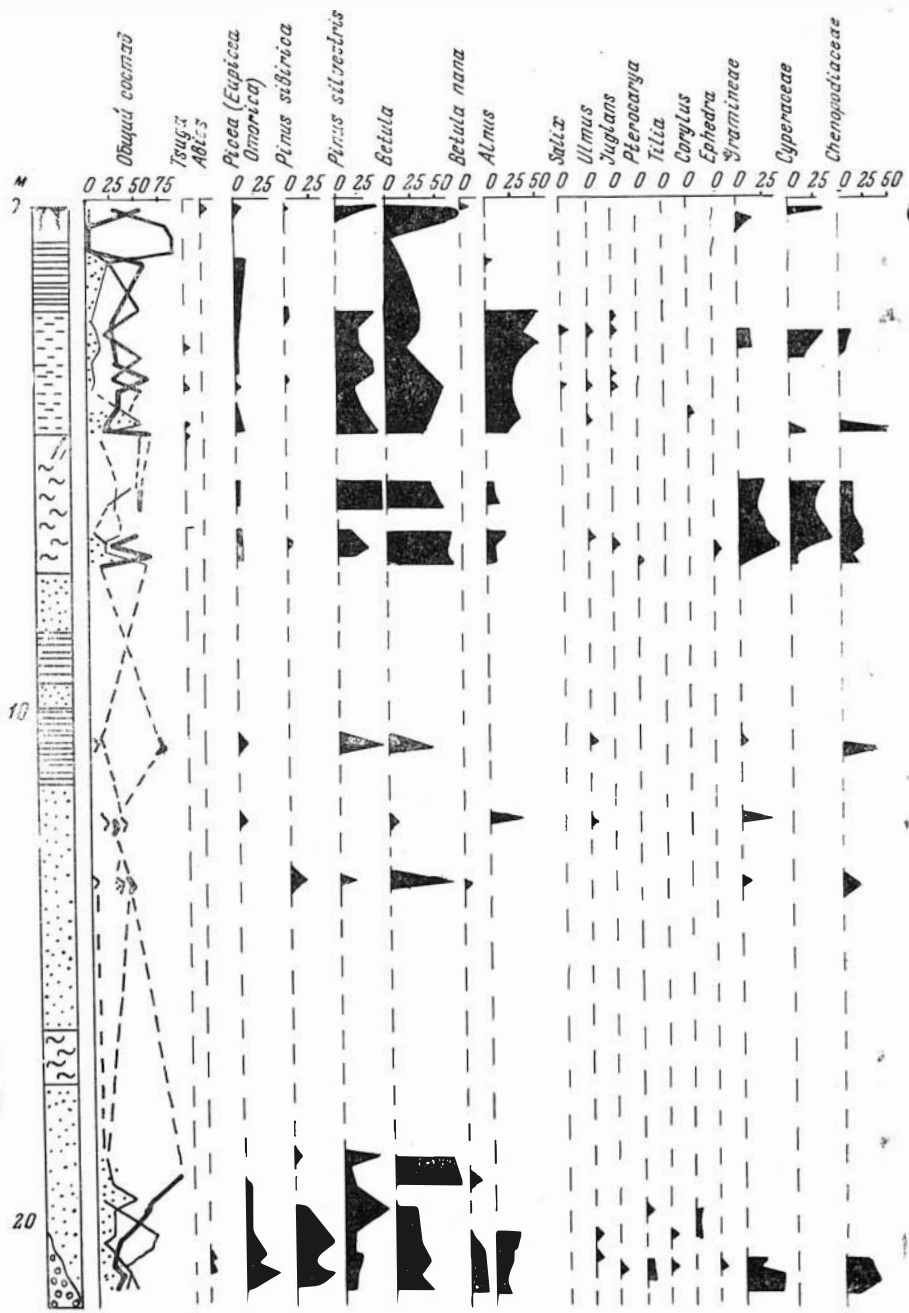 Общий состав
Tsuga
Abies
Picea (Eupicea
Omorica)
Pinus sibirica
Pinus silvestris
Betula
Betula nana
Alnus
Salix
Ulmus
Juglans
Pterocarya
Tilia
Corylus
Ephedra
Gramineae
Cyperaceae
Chenopodiaceae
м
0 25 50 75
0
0
0 25
0 25
0 25 50
0 25 50
0
0 25 50
0
0
0
0
0
0
0
0 25
0 25
0 25 50
10
20